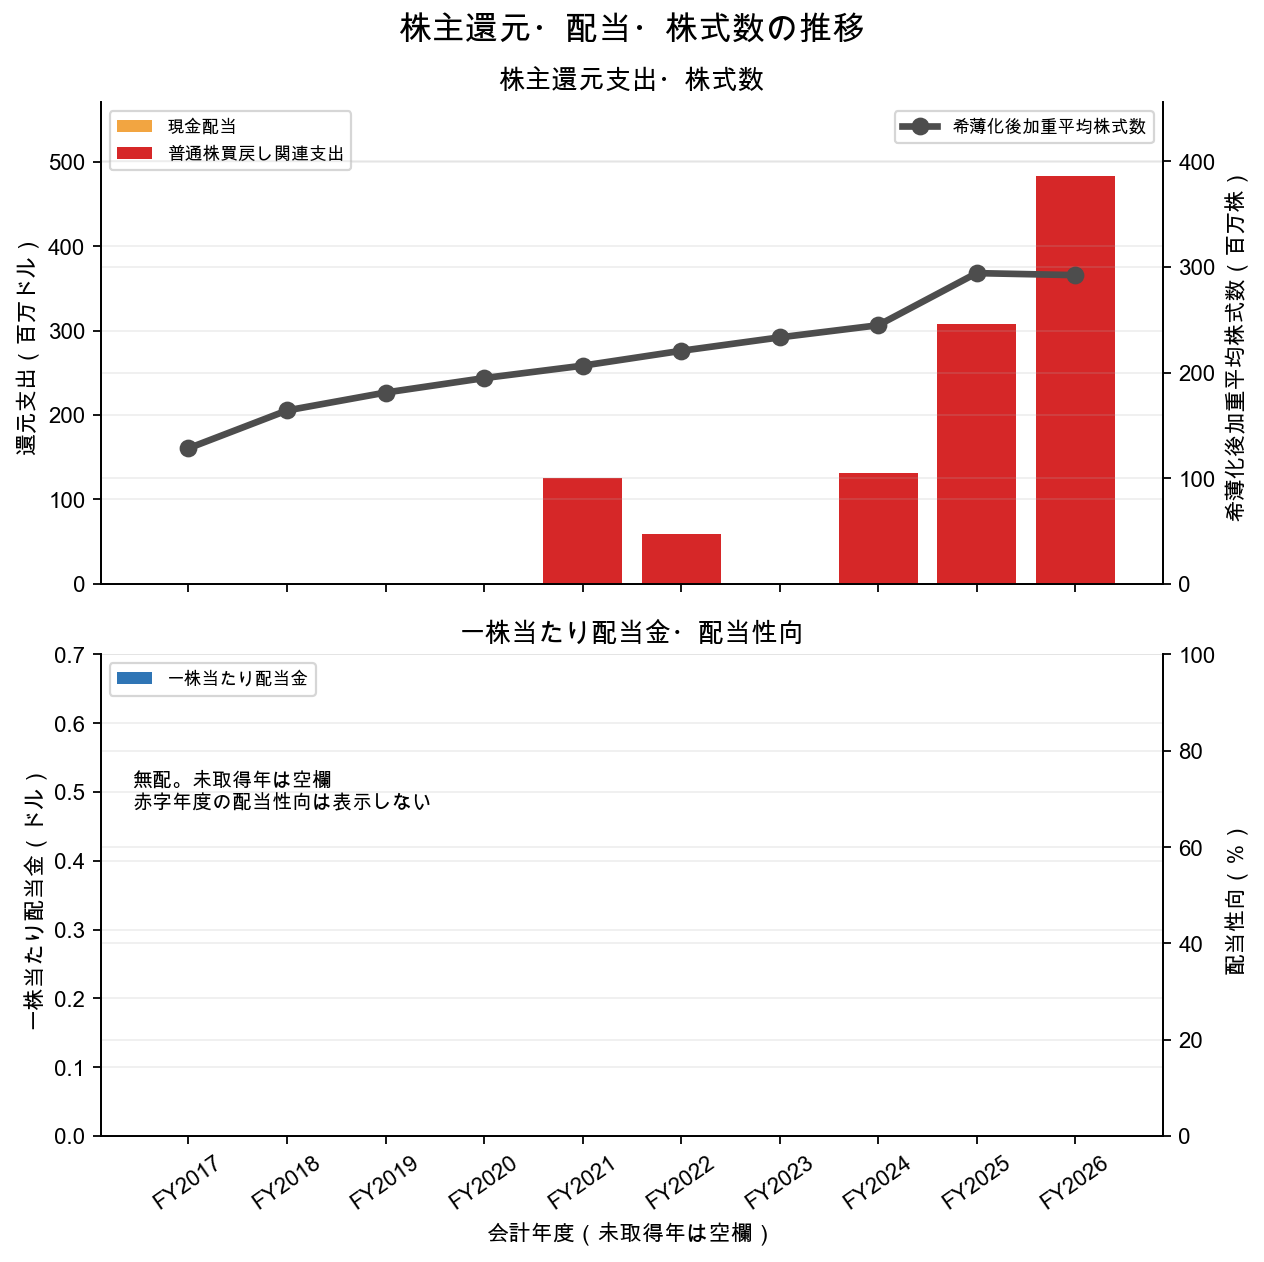 株主還元・配当・株式数の推移
株主還元支出・株式数
現金配当
普通株買戻し関連支出
希薄化後加重平均株式数
還元支出（百万ドル）
500
400
300
200
100
0
400
300
200
100
0
希薄化後加重平均株式数（百万株）
一株当たり配当金・配当性向
一株当たり配当金
無配。未取得年は空欄
赤字年度の配当性向は表示しない
一株当たり配当金（ドル）
0.7
0.6
0.5
0.4
0.3
0.2
0.1
0.0
100
80
60
40
20
0
配当性向（%）
FY2017
FY2018
FY2019
FY2020
FY2021
FY2022
FY2023
FY2024
FY2025
FY2026
会計年度（未取得年は空欄）